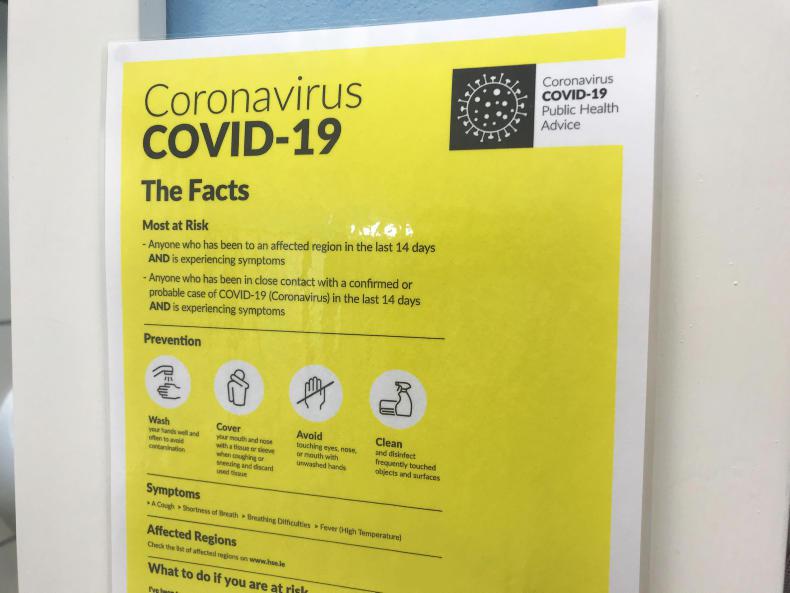 Coronavirus
COVID-19
Coronavirus
COVID-19
Public Health
Advice
The Facts
Most at Risk
- Anyone who has been to an affected region in the last 14 days
AND is experiencing symptoms
- Anyone who has been in close contact with a confirmed or
probable case of COVID-19 (Coronavirus) in the last 14 days
AND is experiencing symptoms
Prevention
Wash
your hands well and
often to avoid
contamination
Cover
your mouth and nose
with a tissue or sleeve
when coughing or
sneezing and discard
used tissue
Avoid
touching eyes, nose,
or mouth with
unwashed hands
Clean
and disinfect
frequently touched
objects and surfaces
Symptoms
> A Cough > Shortness of Breath > Breathing Difficulties > Fever (High Temperature)
Affected Regions
Check the list of affected regions on www.hse.ie
What to do if you are at risk